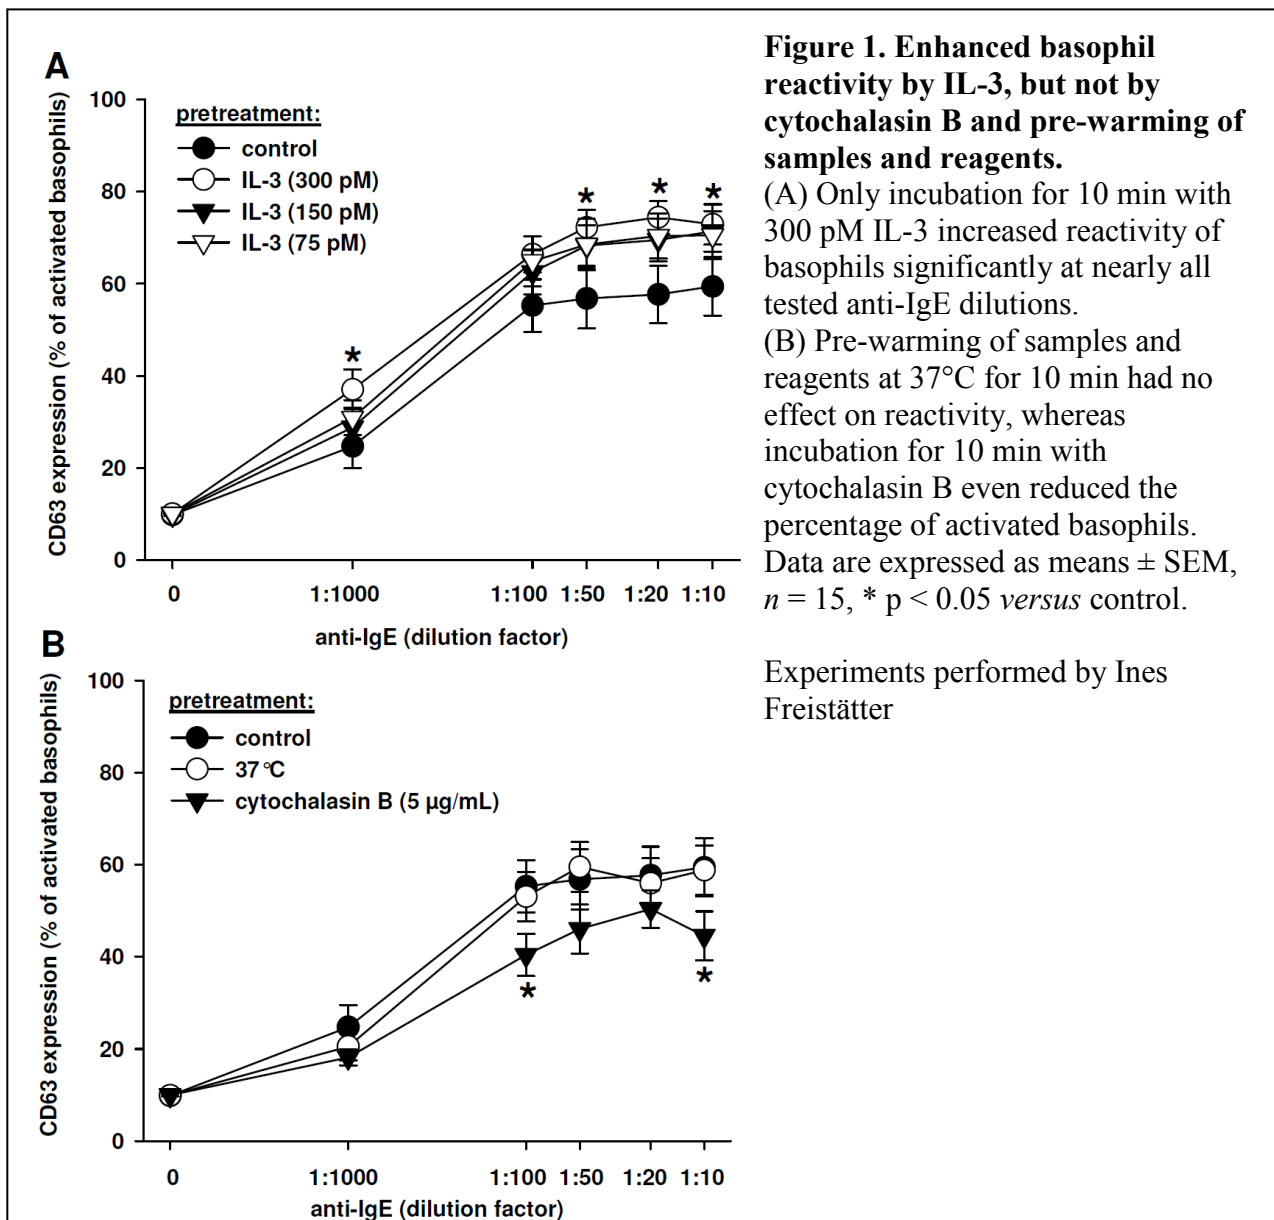 A
CD63 expression (% of activated basophils)
100
80
60
40
20
0
pretreatment:
control
IL-3 (300 pM)
IL-3 (150 pM)
IL-3 (75 pM)
*
*
*
*
0 1:1000 1:100 1:50 1:20 1:10
anti-IgE (dilution factor)
B
CD63 expression (% of activated basophils)
100
80
60
40
20
0
pretreatment:
control
37°C
cytochalasin B (5 µg/mL)
*
*
0 1:1000 1:100 1:50 1:20 1:10
anti-IgE (dilution factor)
Figure 1. Enhanced basophil
reactivity by IL-3, but not by
cytochalasin B and pre-warming of
samples and reagents.
(A) Only incubation for 10 min with
300 pM IL-3 increased reactivity of
basophils significantly at nearly all
tested anti-IgE dilutions.
(B) Pre-warming of samples and
reagents at 37°C for 10 min had no
effect on reactivity, whereas
incubation for 10 min with
cytochalasin B even reduced the
percentage of activated basophils.
Data are expressed as means ± SEM,
n = 15, * p < 0.05 versus control.
Experiments performed by Ines
Freistätter